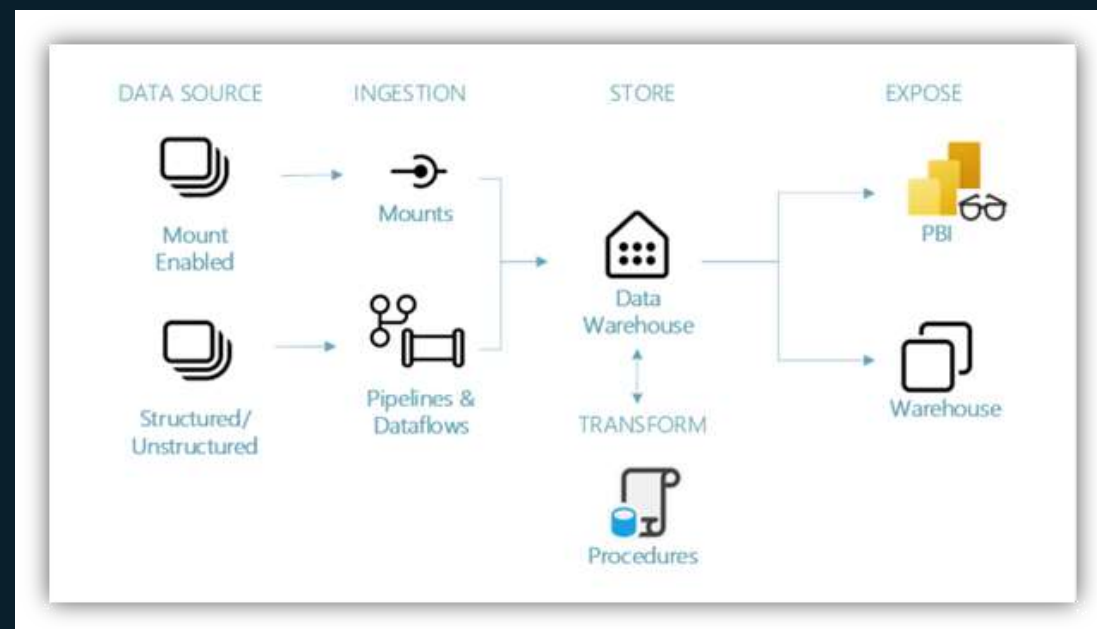 DATA SOURCE
INGESTION
STORE
EXPOSE
Mount
Enabled
Mounts
PBI
Data
Warehouse
Structured/
Unstructured
Pipelines &
Dataflows
Warehouse
TRANSFORM
Procedures